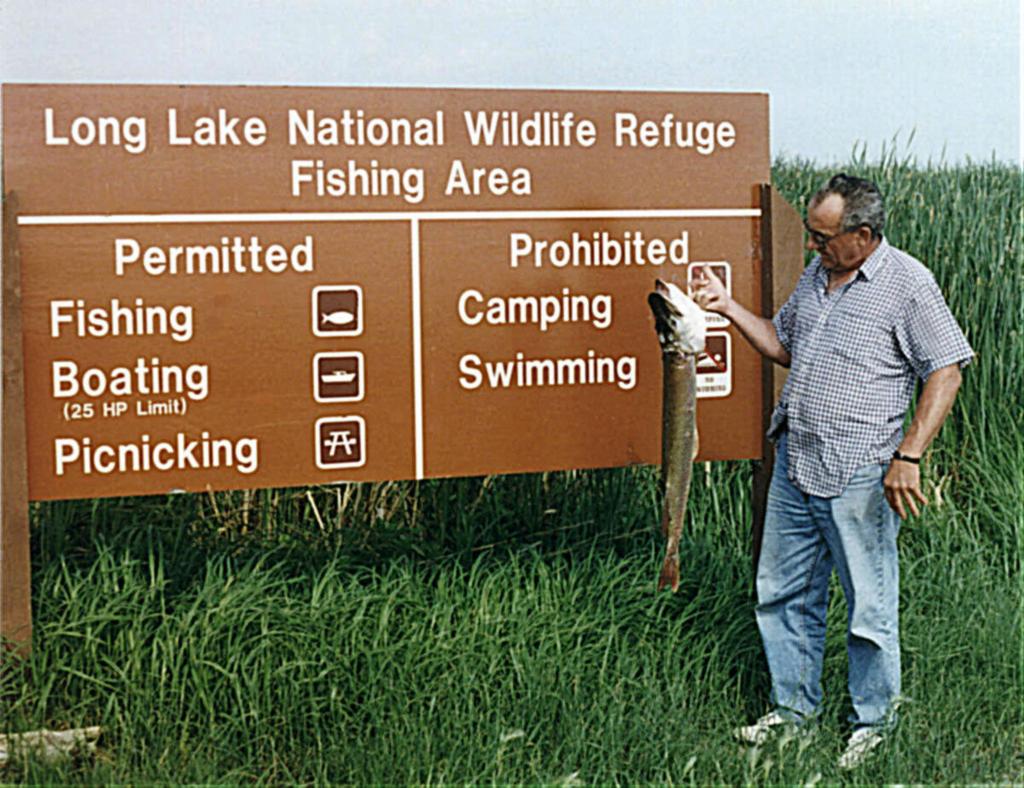 Long Lake National Wildlife Refuge
Fishing Area
Permitted
Fishing
Boating
(25 HP Limit)
Picnicking
Prohibited
Camping
Swimming